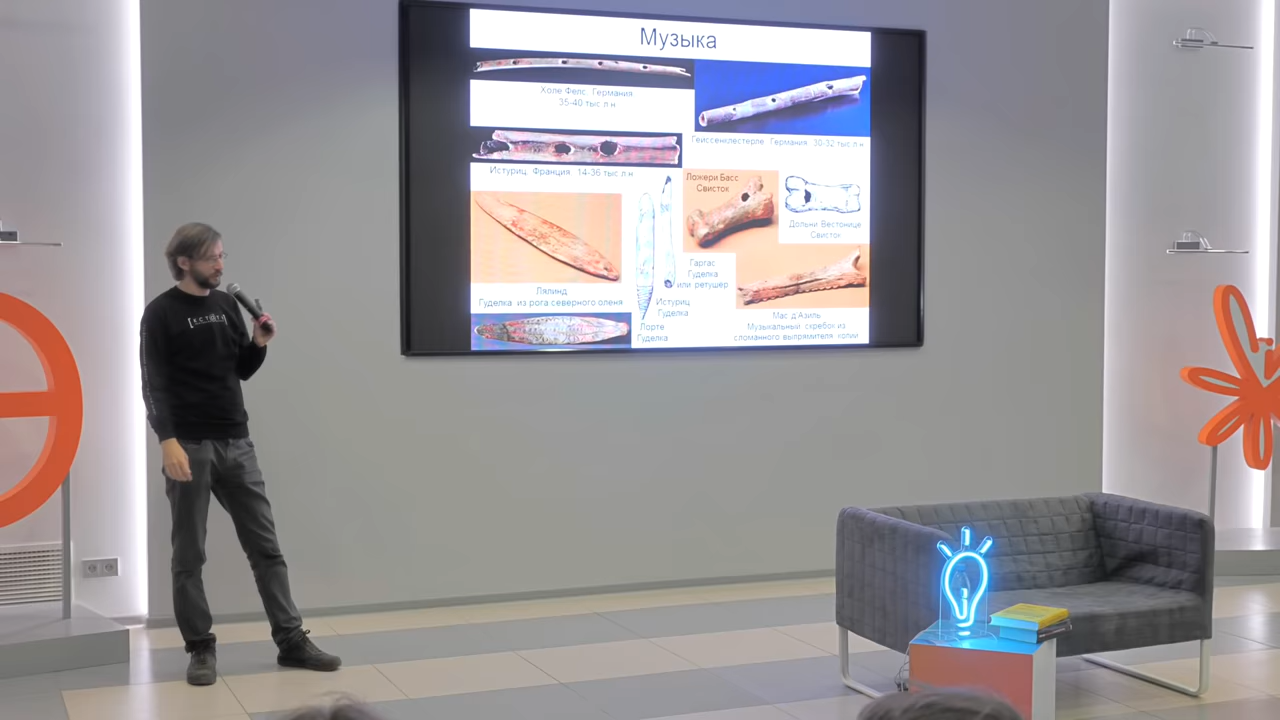 Музыка
Холе Фелс. Германия.
35-40 тыс.л.н.
Гейссенклестерле. Германия. 30-32 тыс.л.н.
Истуриц. Франция. 14-36 тыс.л.н.
Ложери Басс
Свисток
Дольни Вестонице
Свисток
Лялинд
Гуделка из рога северного оленя
Гаргас
Гуделка
или ретушер
Истуриц
Гуделка
Лорте
Гуделка
Мас д'Азиль
Музыкальный скребок из
сломанного выпрямителя копий